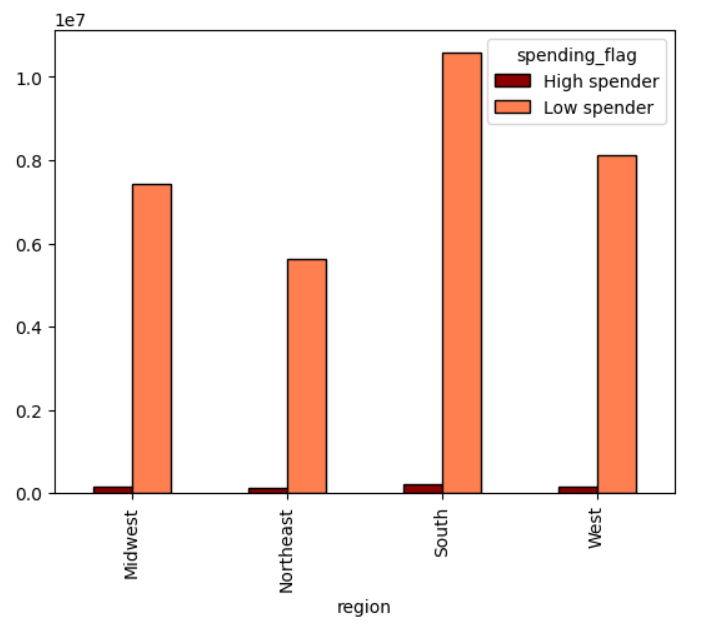 1e7
1.0
0.8
0.6
0.4
0.2
0.0
spending_flag
High spender
Low spender
Midwest
Northeast
South
West
region